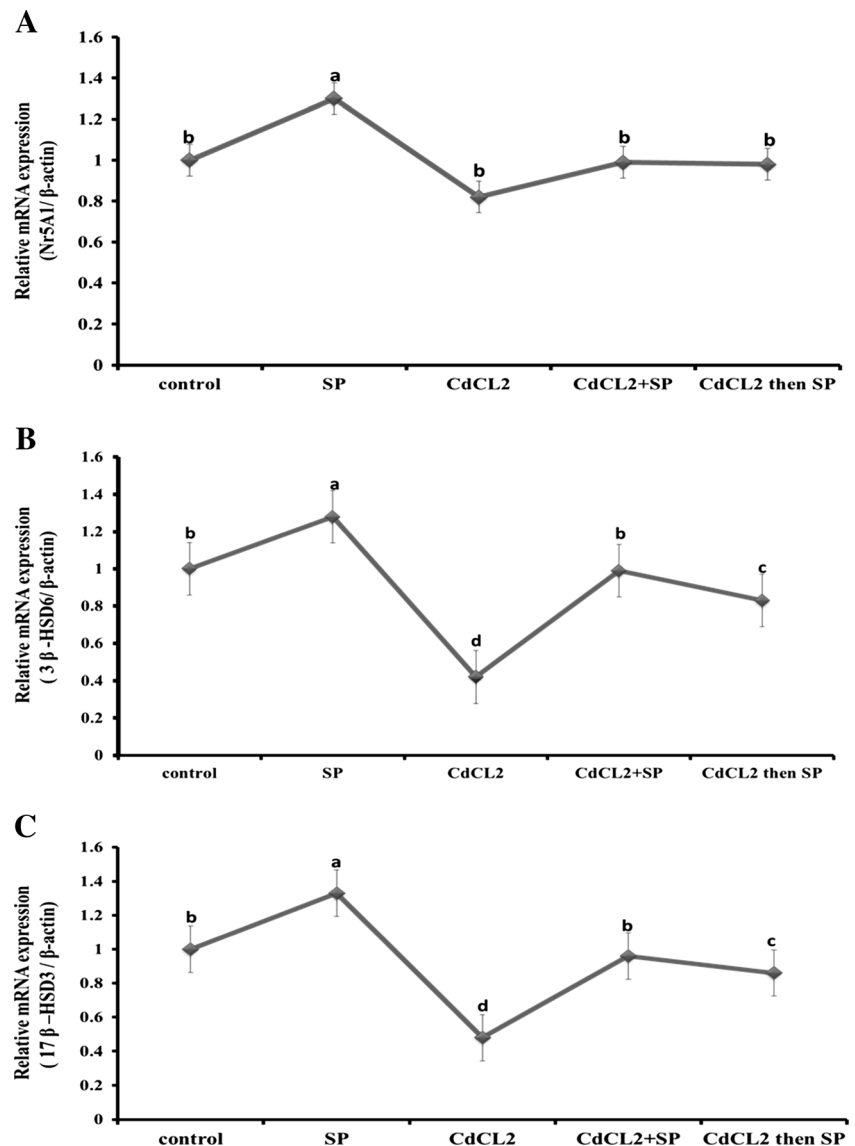 A
Relative mRNA expression
(Nr5A1/ β-actin)
1.6
1.4
1.2
1
0.8
0.6
0.4
0.2
0
b
a
b
b
b
control
SP
CdCL2
CdCL2+SP
CdCL2 then SP
B
Relative mRNA expression
( 3 β -HSD6/ β-actin)
1.6
1.4
1.2
1
0.8
0.6
0.4
0.2
0
b
a
d
b
c
control
SP
CdCL2
CdCL2+SP
CdCL2 then SP
C
Relative mRNA expression
( 17 β –HSD3 / β-actin)
1.6
1.4
1.2
1
0.8
0.6
0.4
0.2
0
b
a
d
b
c
control
SP
CdCL2
CdCL2+SP
CdCL2 then SP